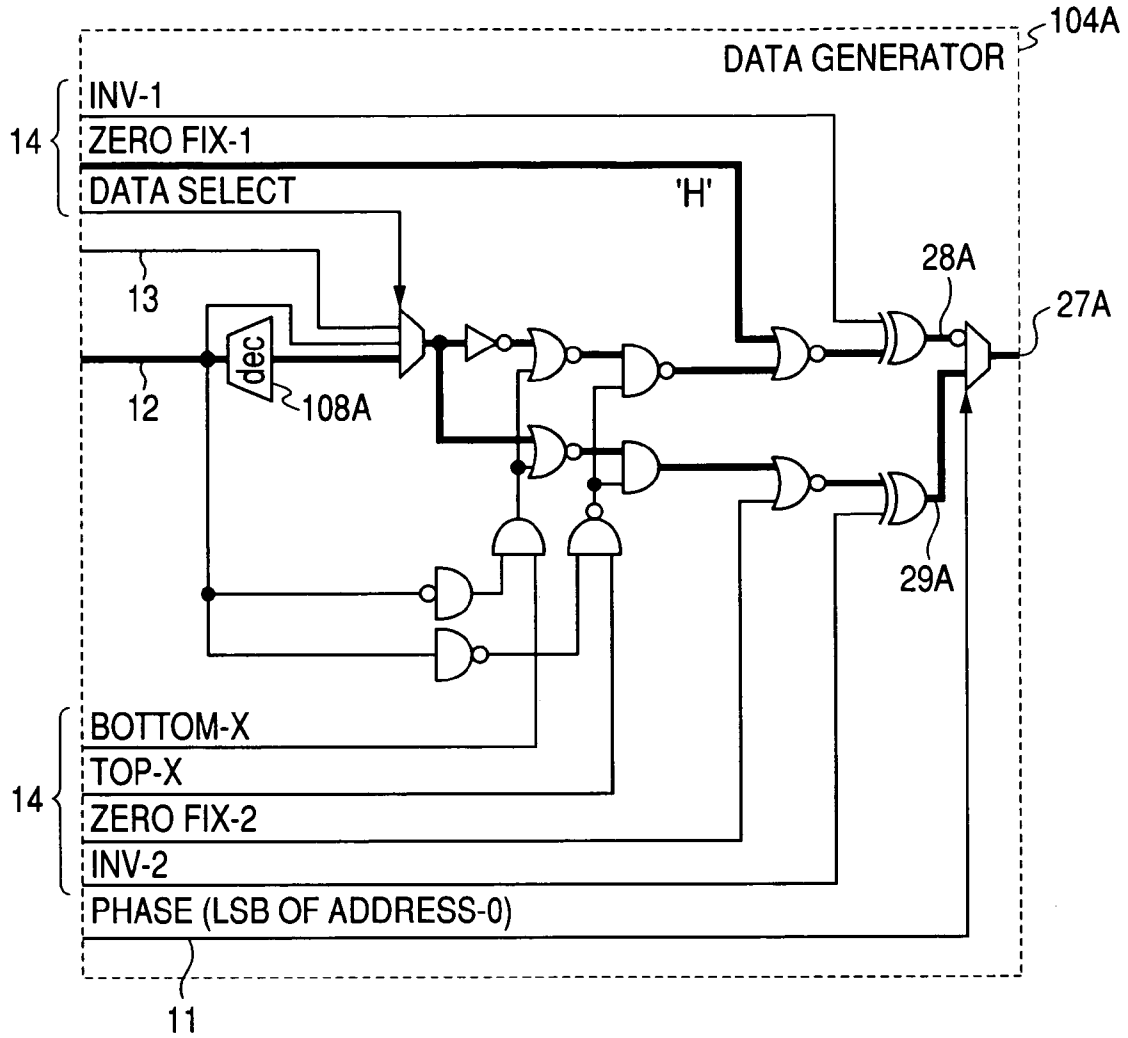 104A
DATA GENERATOR
INV-1
14
ZERO FIX-1
DATA SELECT
'H'
13
28A
27A
dec
12
108A
29A
BOTTOM-X
TOP-X
14
ZERO FIX-2
INV-2
PHASE (LSB OF ADDRESS-0)
11